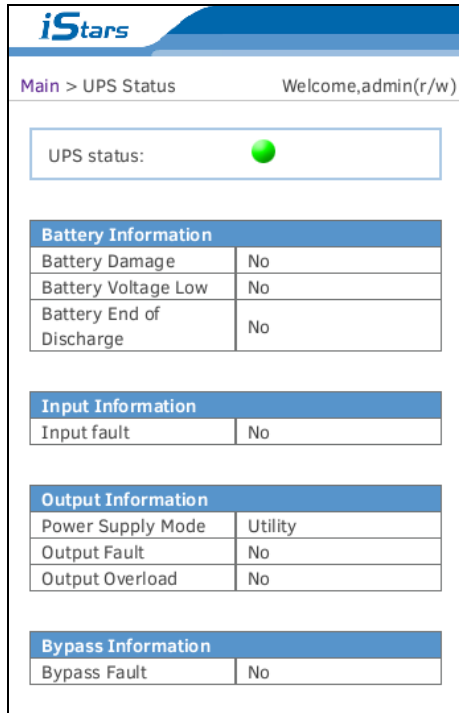 iStars
Main > UPS Status Welcome,admin(r/w)
UPS status:
Battery Information
Battery Damage No
Battery Voltage Low No
Battery End of
Discharge No
Input Information
Input fault No
Output Information
Power Supply Mode Utility
Output Fault No
Output Overload No
Bypass Information
Bypass Fault No